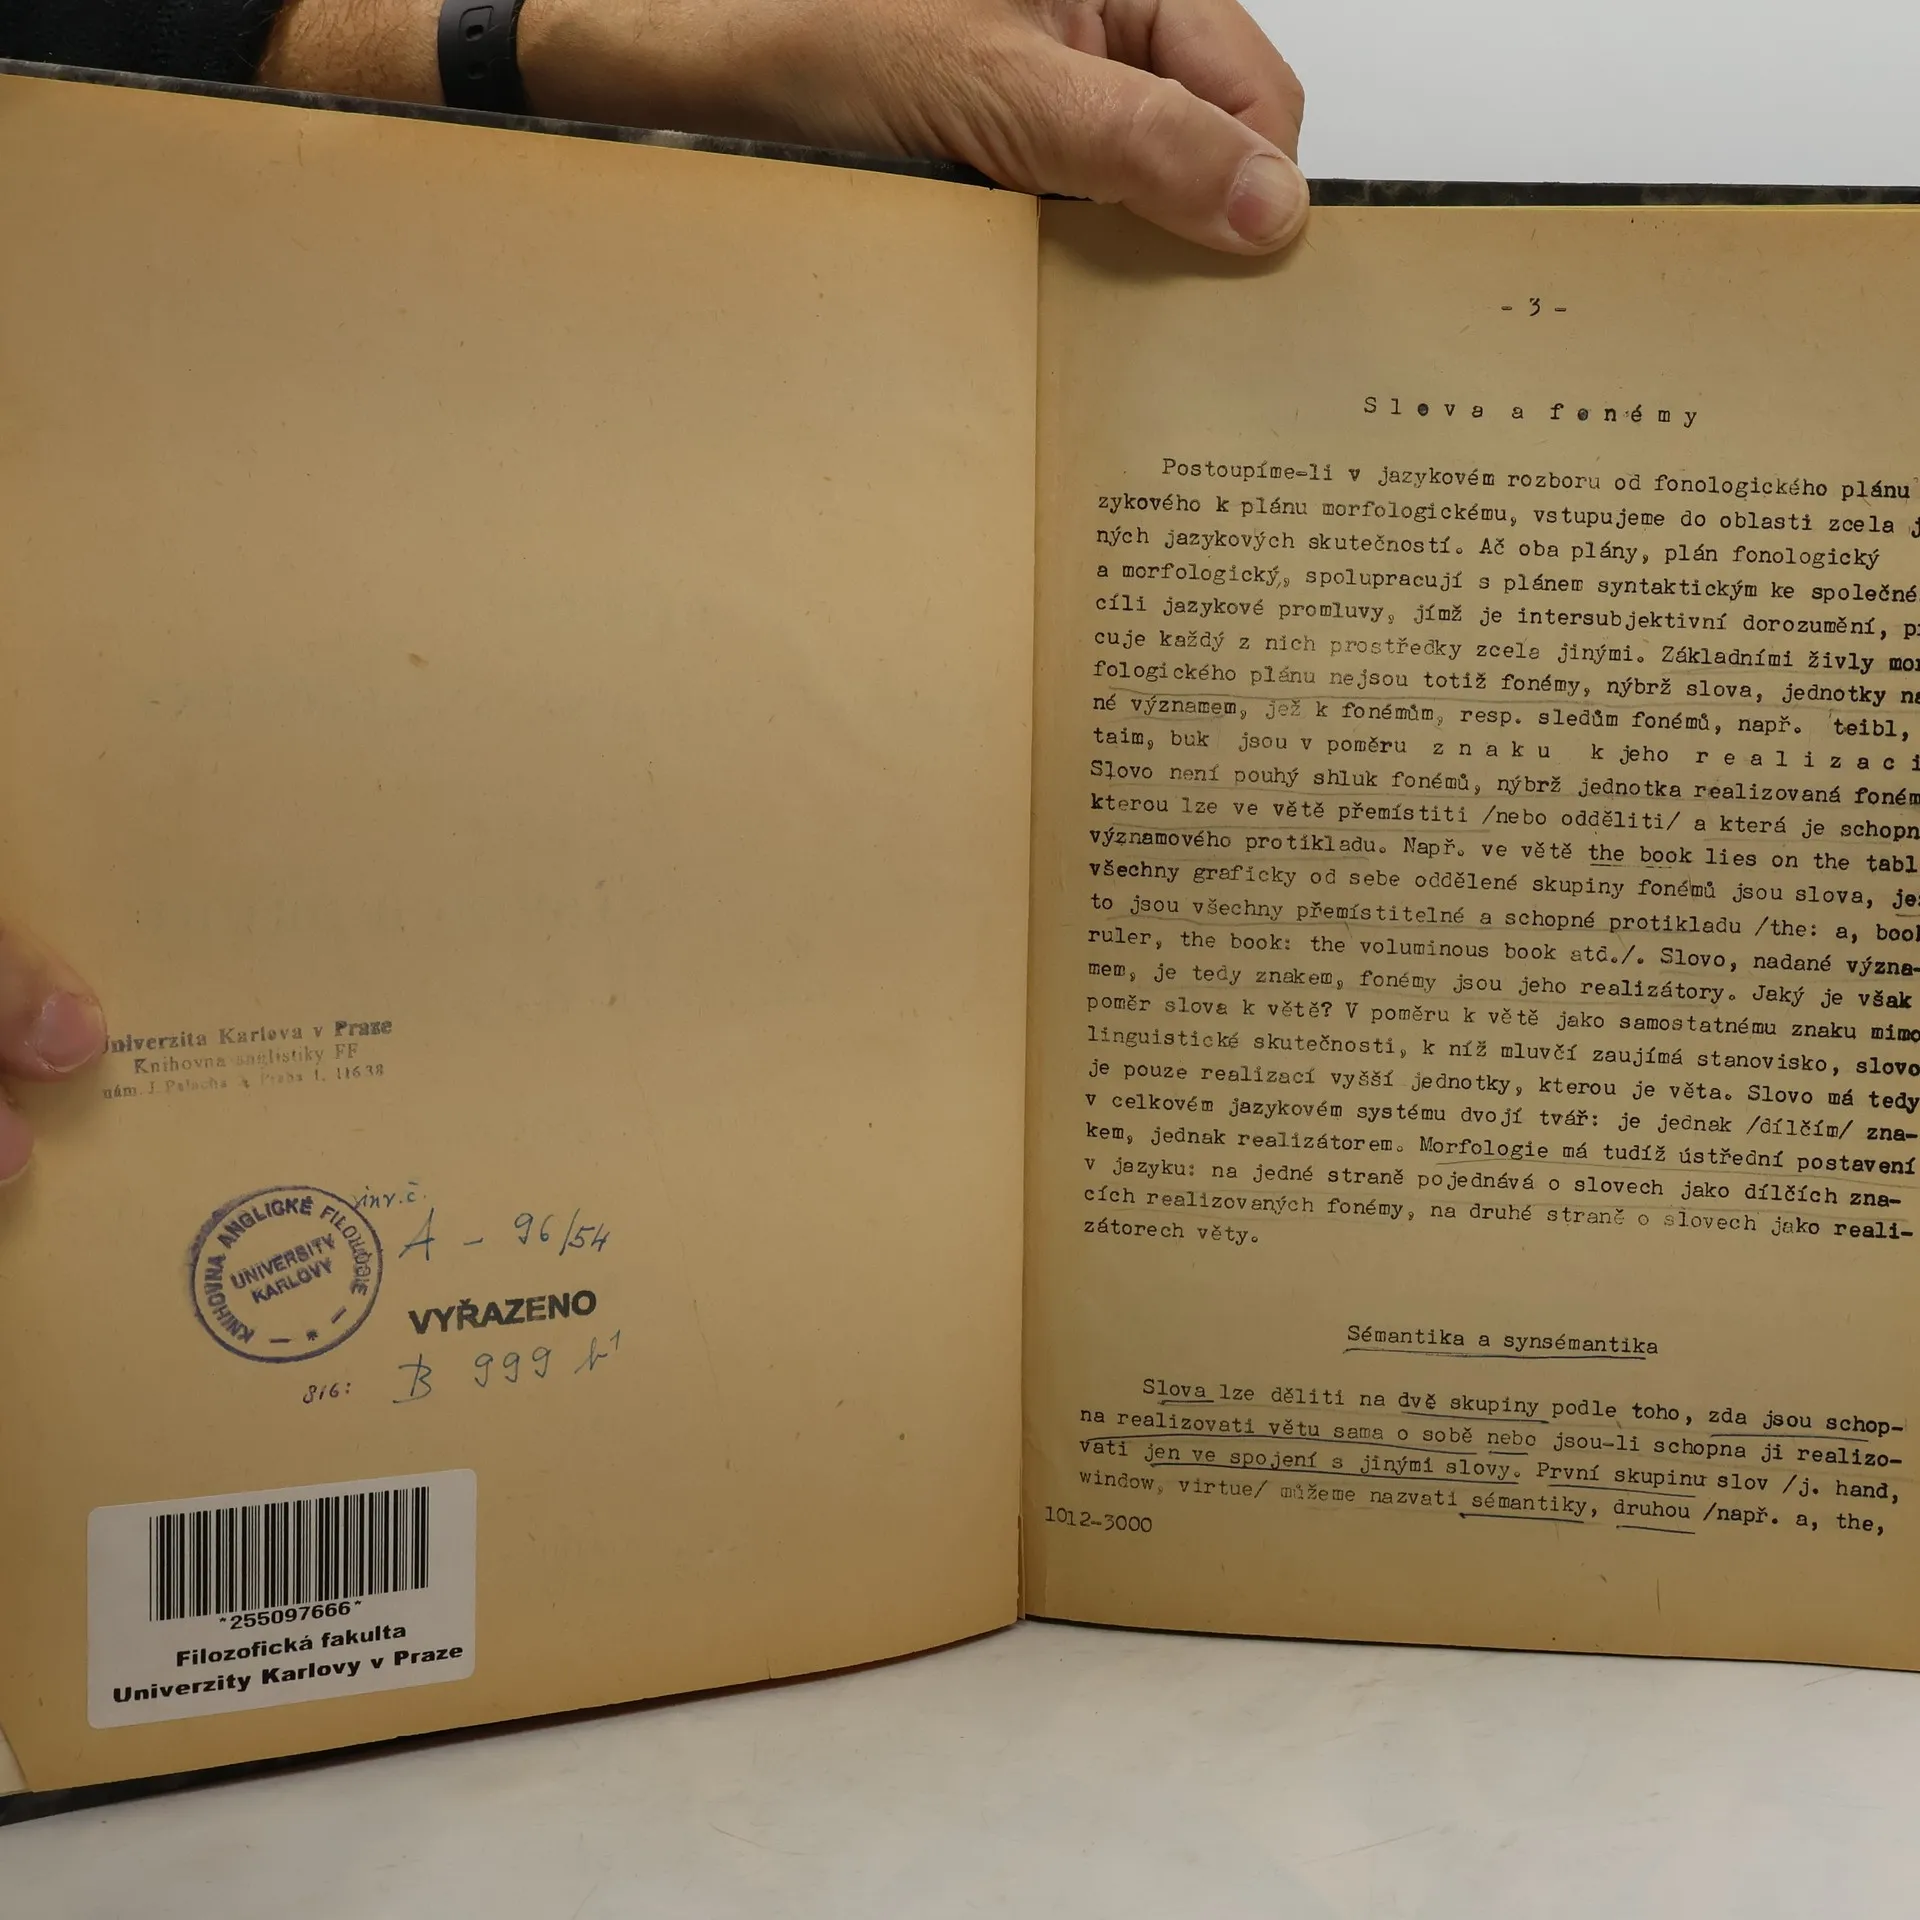 Univerzita Karlova v Praze
Knihovna anglistiky FF
nám. J. Palacha 2, Praha 1, 11638
KNIHOVNA ANGLICKÉ FILOLOGIE
UNIVERSITY
KARLOVY
inv. č.
A - 96/54
VYŘAZENO
sig:
B 999 b¹
*255097666*
Filozofická fakulta
Univerzity Karlovy v Praze
- 3 -
Slova a fonémy
Postoupíme-li v jazykovém rozboru od fonologického plánu
zykového k plánu morfologickému, vstupujeme do oblasti zcela j
ných jazykových skutečností. Ač oba plány, plán fonologický
a morfologický, spolupracují s plánem syntaktickým ke společné
cíli jazykové promluvy, jímž je intersubjektivní dorozumění, pr
cuje každý z nich prostředky zcela jinými. Základními živly mor
fologického plánu nejsou totiž fonémy, nýbrž slova, jednotky na
né významem, jež k fonémům, resp. sledům fonémů, např. teibl,
taim, buk jsou v poměru znaku k jeho realizaci
Slovo není pouhý shluk fonémů, nýbrž jednotka realizovaná foném
kterou lze ve větě přemístiti /nebo odděliti/ a která je schopn
významového protikladu. Např. ve větě the book lies on the tabl
všechny graficky od sebe oddělené skupiny fonémů jsou slova, je
to jsou všechny přemístitelné a schopné protikladu /the: a, book
ruler, the book: the voluminous book atd./. Slovo, nadané význa-
mem, je tedy znakem, fonémy jsou jeho realizátory. Jaký je však
poměr slova k větě? V poměru k větě jako samostatnému znaku mimo
linguistické skutečnosti, k níž mluvčí zaujímá stanovisko, slovo
je pouze realizací vyšší jednotky, kterou je věta. Slovo má tedy
v celkovém jazykovém systému dvojí tvář: je jednak /dílčím/ zna-
kem, jednak realizátorem. Morfologie má tudíž ústřední postavení
v jazyku: na jedné straně pojednává o slovech jako dílčích zna-
cích realizovaných fonémy, na druhé straně o slovech jako reali-
zátorech věty.
Sémantika a synsémantika
Slova lze děliti na dvě skupiny podle toho, zda jsou schop-
na realizovati větu sama o sobě nebo jsou-li schopna ji realizo-
vati jen ve spojení s jinými slovy. První skupinu slov /j. hand,
window, virtue/ můžeme nazvati sémantiky, druhou /např. a, the,
1012-3000